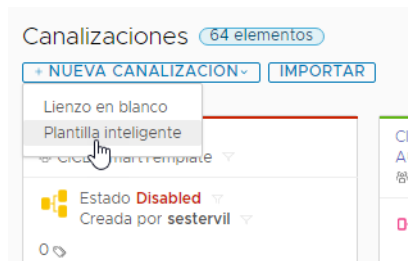 Canalizaciones 64 elementos
+ NUEVA CANALIZACIÓN IMPORTAR
Lienzo en blanco
Plantilla inteligente
Estado Disabled
Creada por sestervil
0